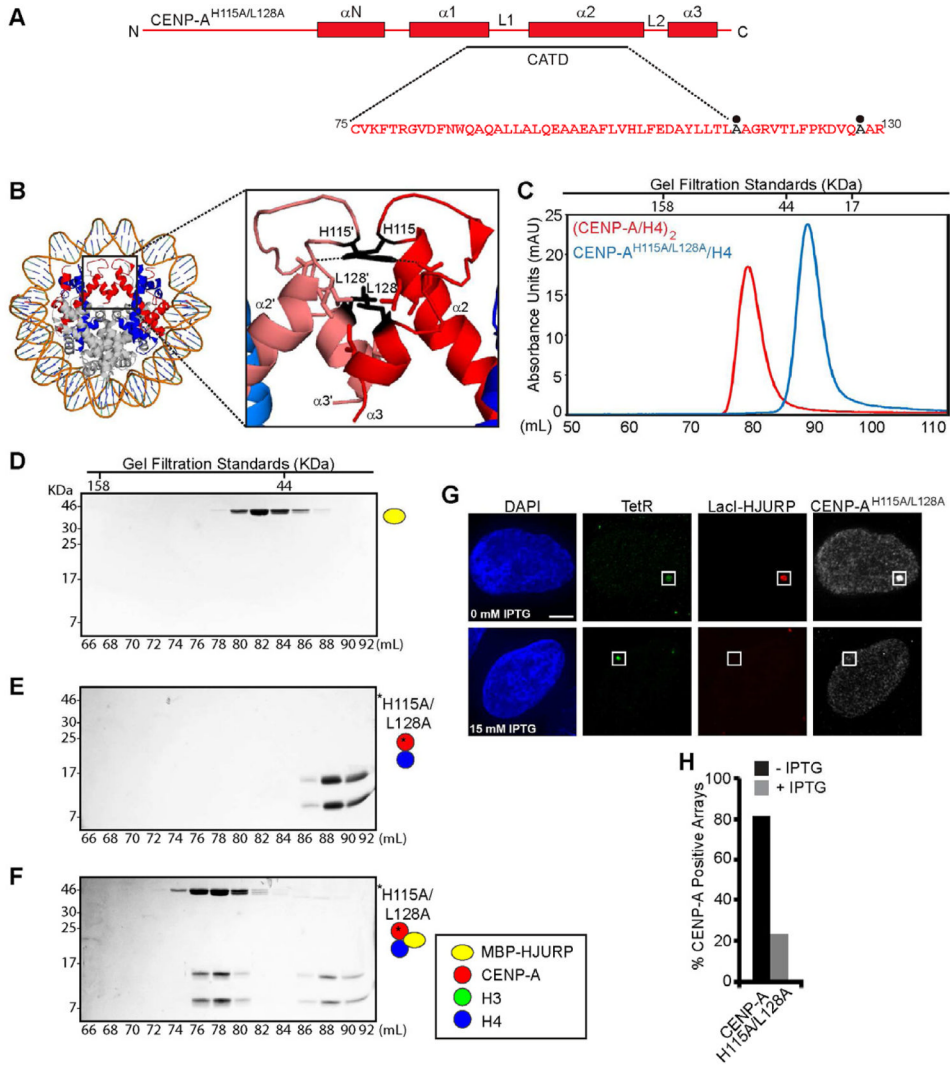 A
CENP-A^H115A/L128A
N
αN
α1
L1
α2
L2
α3
C
CATD
75 CVKFTRGVDFNWQAQALLALQEAAEAFLVHLFEDAYLLTLAAGRVTLFPKDVQAAR 130
B
H115'
H115
L128'
L128
α2'
α2
α3'
α3
C
Gel Filtration Standards (KDa)
158
44
17
Absorbance Units (mAU)
25
20
15
10
5
0
(CENP-A/H4)2
CENP-A^H115A/L128A/H4
(mL)
50 60 70 80 90 100 110
D
Gel Filtration Standards (KDa)
158
44
KDa
46
30
25
17
7
66 68 70 72 74 76 78 80 82 84 86 88 90 92 (mL)
E
46
30
25
17
7
*H115A/
L128A
66 68 70 72 74 76 78 80 82 84 86 88 90 92 (mL)
F
46
30
25
17
7
*H115A/
L128A
66 68 70 72 74 76 78 80 82 84 86 88 90 92 (mL)
MBP-HJURP
CENP-A
H3
H4
G
DAPI
TetR
LacI-HJURP
CENP-A^H115A/L128A
0 mM IPTG
15 mM IPTG
H
- IPTG
+ IPTG
% CENP-A Positive Arrays
100
80
60
40
20
0
CENP-A
H115A/L128A